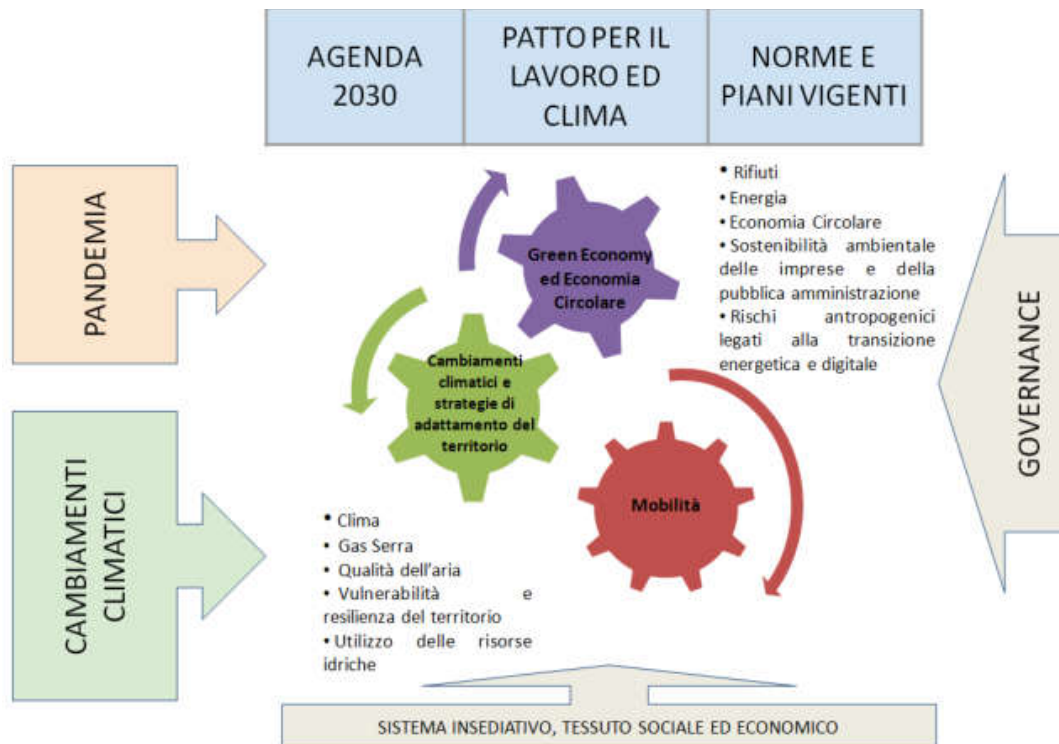 AGENDA
2030
PATTO PER IL
LAVORO ED
CLIMA
NORME E
PIANI VIGENTI
PANDEMIA
CAMBIAMENTI
CLIMATICI
Green Economy
ed Economia
Circolare
• Rifiuti
• Energia
• Economia Circolare
• Sostenibilità ambientale
delle imprese e della
pubblica amministrazione
• Rischi antropogenici
legati alla transizione
energetica e digitale
Cambiamenti
climatici e
strategie di
adattamento del
territorio
Mobilità
• Clima
• Gas Serra
• Qualità dell'aria
• Vulnerabilità e
resilienza del territorio
• Utilizzo delle risorse
idriche
GOVERNANCE
SISTEMA INSEDIATIVO, TESSUTO SOCIALE ED ECONOMICO